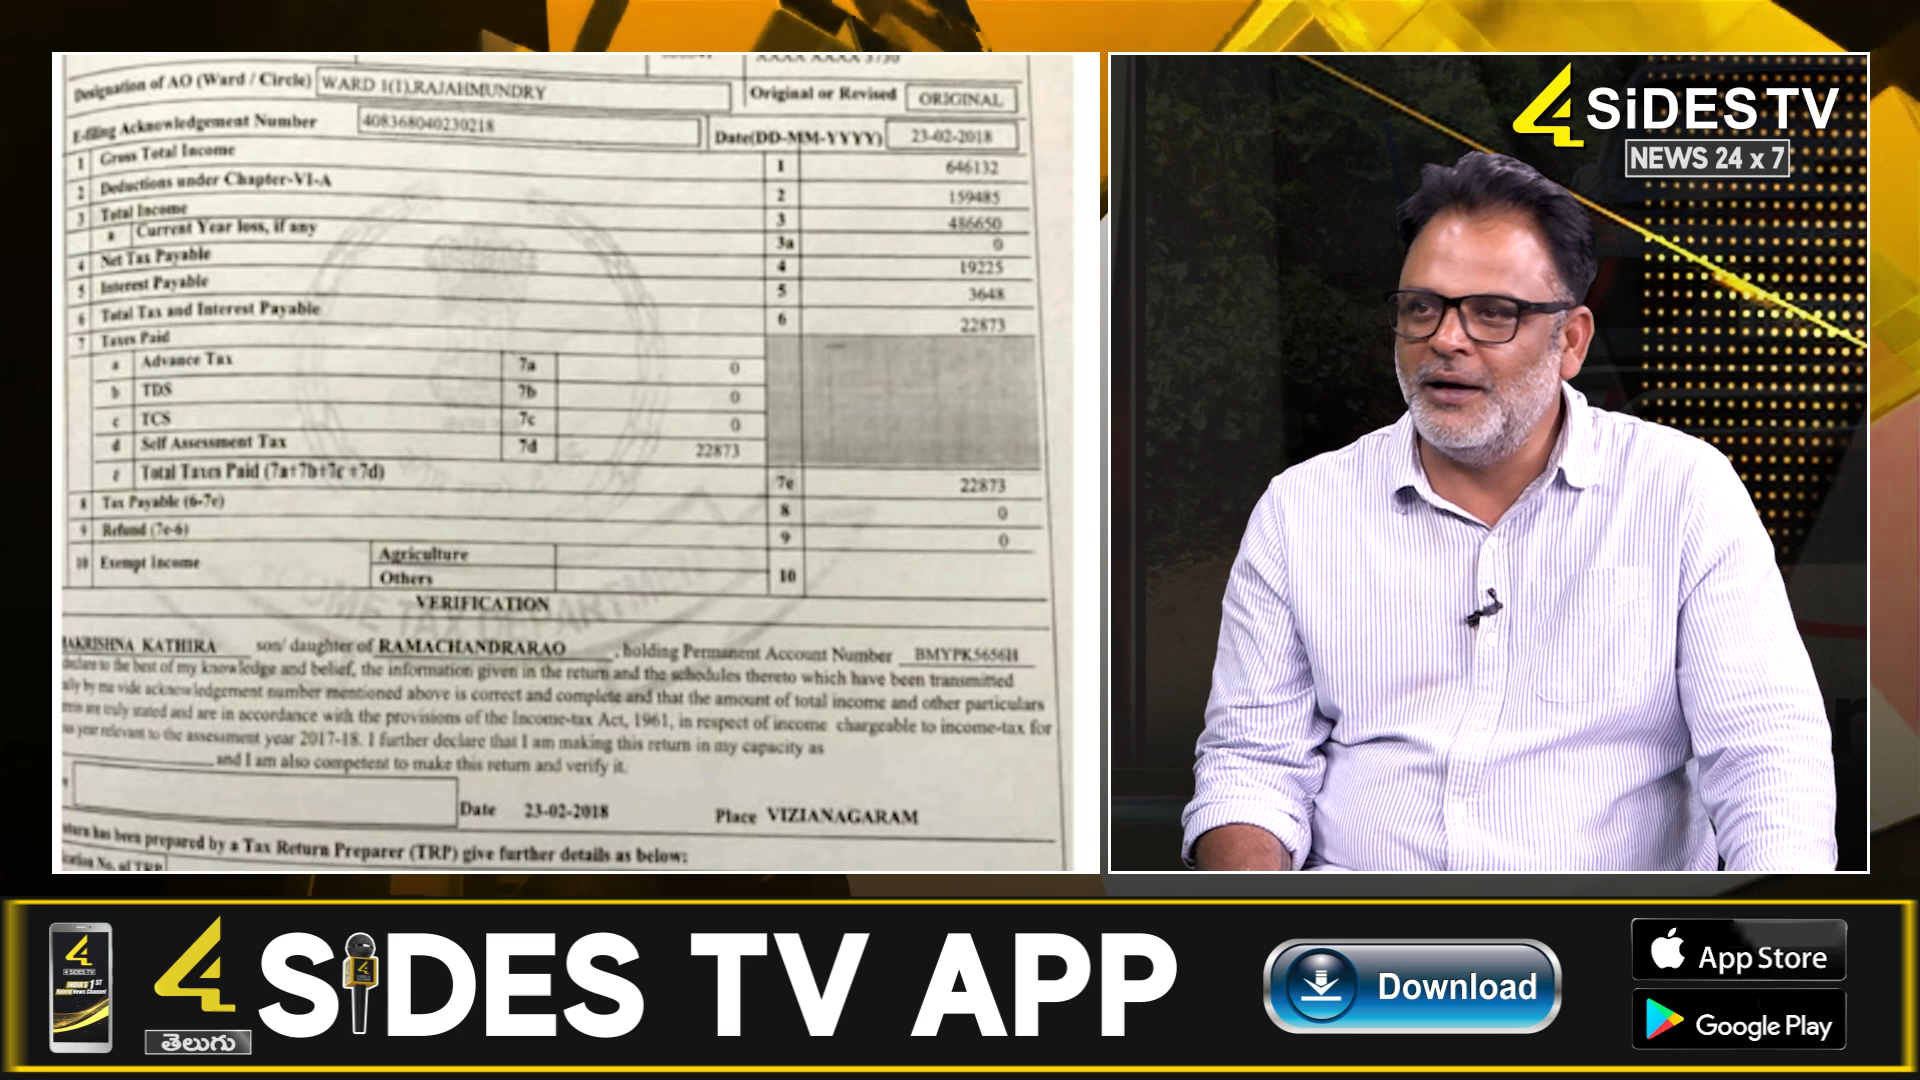 Designation of AO (Ward / Circle) WARD 1(1),RAJAHMUNDRY Original or Revised ORIGINAL
E-filing Acknowledgement Number 408368040230218 Date(DD-MM-YYYY) 23-02-2018
1 Gross Total Income 1 646132
2 Deductions under Chapter-VI-A 2 159485
3 Total Income 3 486650
a Current Year loss, if any 3a 0
4 Net Tax Payable 4 19225
5 Interest Payable 5 3648
6 Total Tax and Interest Payable 6 22873
7 Taxes Paid
a Advance Tax 7a 0
b TDS 7b 0
c TCS 7c 0
d Self Assessment Tax 7d 22873
e Total Taxes Paid (7a+7b+7c +7d) 7e 22873
8 Tax Payable (6-7e) 8 0
9 Refund (7e-6) 9 0
10 Exempt Income Agriculture 10
Others
VERIFICATION
AKRISHNA KATHIRA son/ daughter of RAMACHANDRARAO , holding Permanent Account Number BMYPK5656H
declare to the best of my knowledge and belief, the information given in the return and the schedules thereto which have been transmitted
ally by me vide acknowledgement number mentioned above is correct and complete and that the amount of total income and other particulars
are truly stated and are in accordance with the provisions of the Income-tax Act, 1961, in respect of income chargeable to income-tax for
year relevant to the assessment year 2017-18. I further declare that I am making this return in my capacity as
and I am also competent to make this return and verify it.
Date 23-02-2018 Place VIZIANAGARAM
return has been prepared by a Tax Return Preparer (TRP) give further details as below:
No. of TRP
4 SiDES TV
NEWS 24 x 7
4 SiDES TV APP
తెలుగు
Download
App Store
Google Play